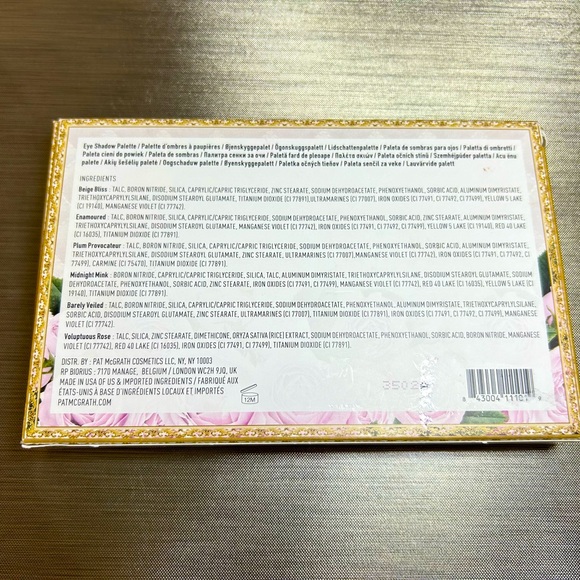 Eye Shadow Palette / Palette d'ombres à paupières / Øjenskyggepalet / Ögonskuggspalett / Lidschattenpalette / Paleta de sombras para ojos / Palette di ombretti /
Paleta cieni do powiek / Paleta de sombras / Палитра сенки за очи / Paletă fard de pleoape / Παλέτα σκιών / Paleta očních stínů / Szemhéjpúder paletta / Acu ēnu
palete / Akių šešėlių paletė / Oogschaduw palette / Øyenskyggepalett / Paletka očných tieňov / Paleta senčil za veke / Lauvärvide palett
INGREDIENTS
Beige Bliss : TALC, BORON NITRIDE, SILICA, CAPRYLIC/CAPRIC TRIGLYCERIDE, ZINC STEARATE, SODIUM DEHYDROACETATE, PHENOXYETHANOL, SORBIC ACID, ALUMINUM DIMYRISTATE,
TRIETHOXYCAPRYLYLSILANE, DISODIUM STEAROYL GLUTAMATE, TITANIUM DIOXIDE (CI 77891), ULTRAMARINES (CI 77007), IRON OXIDES (CI 77491, CI 77492, CI 77499), YELLOW 5 LAKE
(CI 19140), MANGANESE VIOLET (CI 77742).
Enamoured : TALC, BORON NITRIDE, SILICA, CAPRYLIC/CAPRIC TRIGLYCERIDE, SODIUM DEHYDROACETATE, PHENOXYETHANOL, SORBIC ACID, ZINC STEARATE, ALUMINUM DIMYRISTATE,
TRIETHOXYCAPRYLYLSILANE, DISODIUM STEAROYL GLUTAMATE, MANGANESE VIOLET (CI 77742), IRON OXIDES (CI 77491, CI 77492, CI 77499), YELLOW 5 LAKE (CI 19140), RED 40 LAKE
(CI 16035), TITANIUM DIOXIDE (CI 77891).
Plum Provocateur : TALC, BORON NITRIDE, SILICA, CAPRYLIC/CAPRIC TRIGLYCERIDE, SODIUM DEHYDROACETATE, PHENOXYETHANOL, SORBIC ACID, ALUMINUM DIMYRISTATE,
TRIETHOXYCAPRYLYLSILANE, DISODIUM STEAROYL GLUTAMATE, ZINC STEARATE, ULTRAMARINES (CI 77007), MANGANESE VIOLET (CI 77742), IRON OXIDES (CI 77491, CI 77492, CI
77499), CARMINE (CI 75470), TITANIUM DIOXIDE (CI 77891).
Midnight Mink : BORON NITRIDE, SILICA, CAPRYLIC/CAPRIC TRIGLYCERIDE, MICA, TALC, ALUMINUM DIMYRISTATE, TRIETHOXYCAPRYLYLSILANE, DISODIUM STEAROYL GLUTAMATE, SODIUM
DEHYDROACETATE, PHENOXYETHANOL, SORBIC ACID, ZINC STEARATE, IRON OXIDES (CI 77491, CI 77499, CI 77492), RED 40 LAKE (CI 16035), YELLOW 5 LAKE (CI
19140), TITANIUM DIOXIDE (CI 77891).
Barely Veiled : TALC, BORON NITRIDE, SILICA, CAPRYLIC/CAPRIC TRIGLYCERIDE, SODIUM DEHYDROACETATE, PHENOXYETHANOL, ALUMINUM DIMYRISTATE, TRIETHOXYCAPRYLYLSILANE,
SORBIC ACID, DISODIUM STEAROYL GLUTAMATE, ZINC STEARATE, ULTRAMARINES (CI 77007), TITANIUM DIOXIDE (CI 77891), IRON OXIDES (CI 77492, CI 77491, CI 77499), MANGANESE
VIOLET (CI 77742).
Voluptuous Rose : TALC, SILICA, ZINC STEARATE, DIMETHICONE, ORYZA SATIVA (RICE) EXTRACT, SODIUM DEHYDROACETATE, PHENOXYETHANOL, SORBIC ACID, BORON NITRIDE, MANGANESE
VIOLET (CI 77742), RED 40 LAKE (CI 16035), IRON OXIDES (CI 77491, CI 77492, CI 77499), TITANIUM DIOXIDE (CI 77891).
DISTR. BY : PAT McGRATH COSMETICS LLC, NY, NY 10003
RP BIORIUS : 7170 MANAGE, BELGIUM / LONDON WC2H 9JQ, UK
MADE IN USA OF US & IMPORTED INGREDIENTS / FABRIQUÉ AUX
ÉTATS-UNIS À BASE D'INGRÉDIENTS LOCAUX ET IMPORTÉS
PATMCGRATH.COM
12M